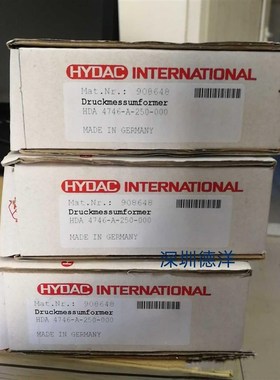 HYDAC INTERNATIONAL
Mat.Nr.: 908648
Druckmessumformer
HDA 4746-A-250-000
MADE IN GERMANY
HYDAC INTERNATIONAL
Mat.Nr.: 908648
Druckmessumformer
HDA 4746-A-250-000
MADE IN GERMANY
深圳德洋
HYDAC INTERNATIONAL
Mat.Nr.: 908648
Druckmessumformer
HDA 4746-A-250-000
MADE IN GERMANY